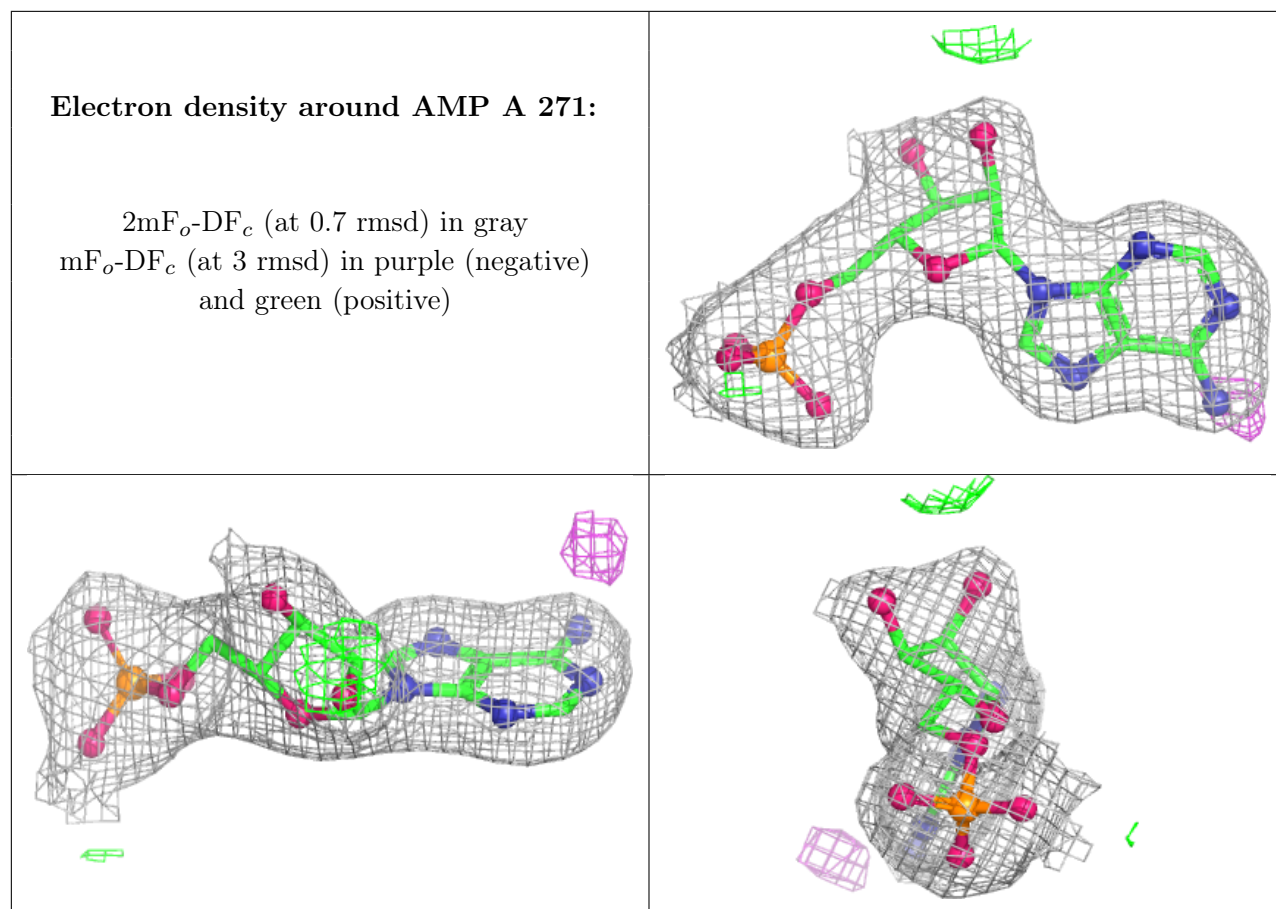 Electron density around AMP A 271:
2mFₒ-DF𝒸 (at 0.7 rmsd) in gray
mFₒ-DF𝒸 (at 3 rmsd) in purple (negative)
and green (positive)